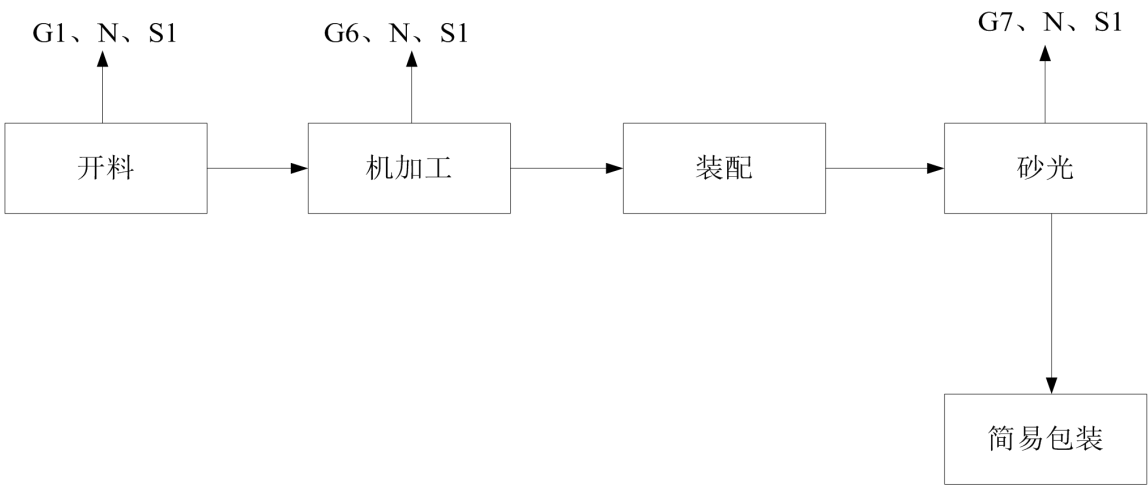 G1、N、S1
G6、N、S1
G7、N、S1
开料
机加工
装配
砂光
简易包装